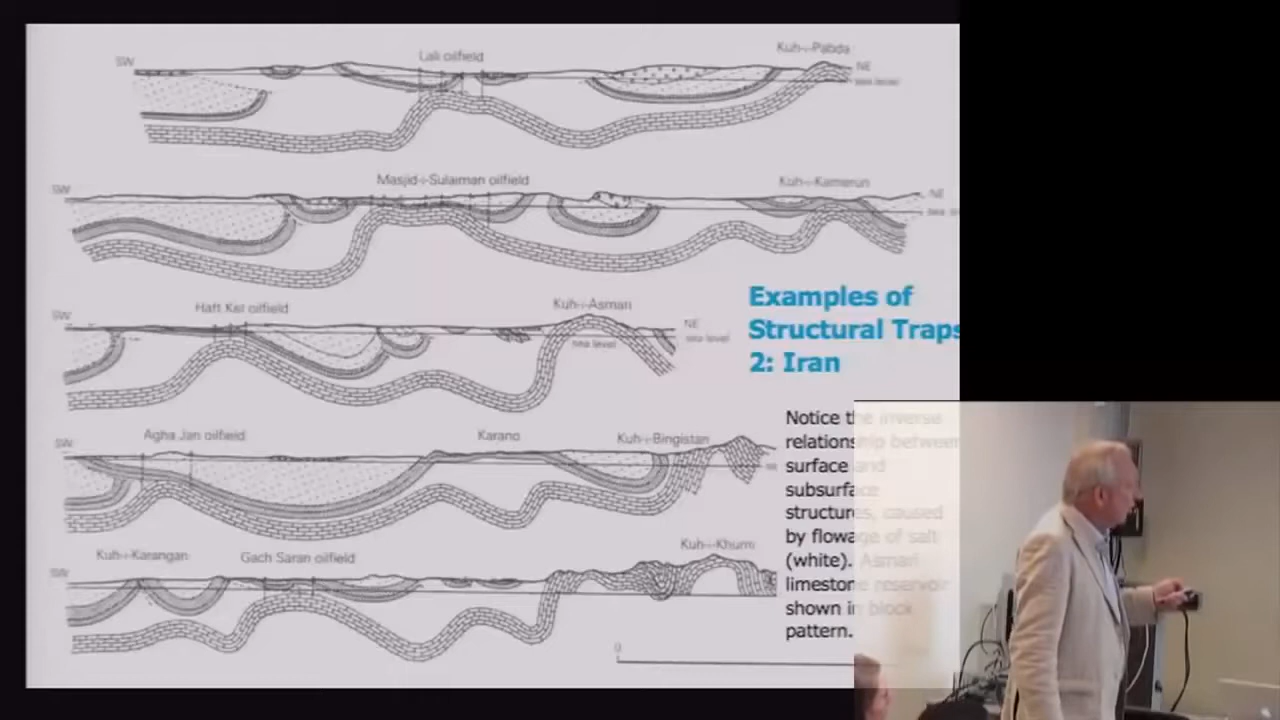 Lali oilfield
Kuh-i-Pabda
SW
NE
sea level
Masjid-i-Sulaiman oilfield
Kuh-i-Kamerun
SW
NE
Haft Kel oilfield
Kuh-i-Asmari
SW
NE
sea level
sea level
Examples of
Structural Traps
2: Iran
Agha Jari oilfield
Karano
Kuh-i-Bingistan
SW
Notice the inverse
relationship between
surface and
subsurface
structures, caused
by flowage of salt
(white). Asmari
limestone reservoir
shown in block
pattern.
Kuh-i-Karangan
Gach Saran oilfield
Kuh-i-Khumi
SW
0